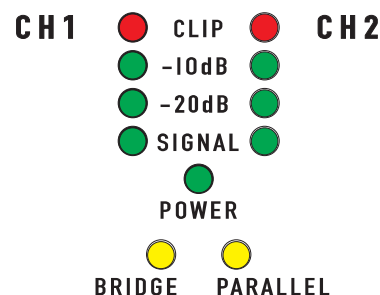 CH1 CLIP CH2
-10dB
-20dB
SIGNAL
POWER
BRIDGE PARALLEL